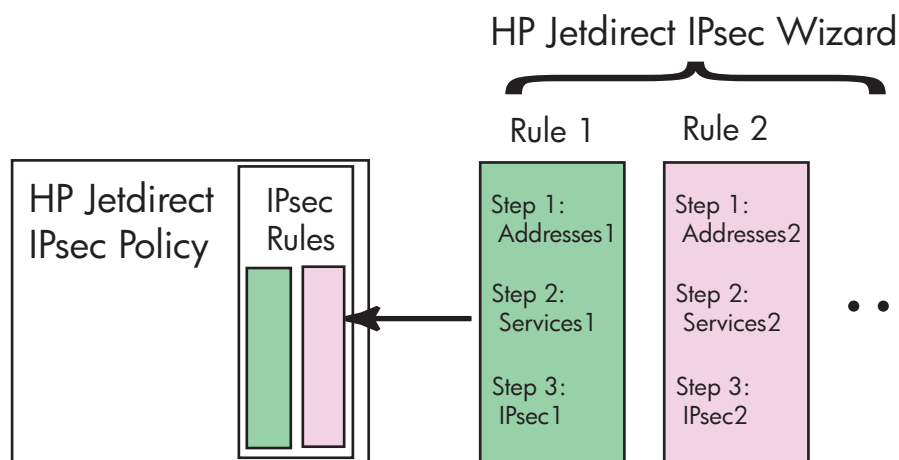 HP Jetdirect IPsec Wizard
Rule 1
Rule 2
HP Jetdirect
IPsec Policy
IPsec
Rules
Step 1:
Addresses1
Step 2:
Services1
Step 3:
IPsec1
Step 1:
Addresses2
Step 2:
Services2
Step 3:
IPsec2